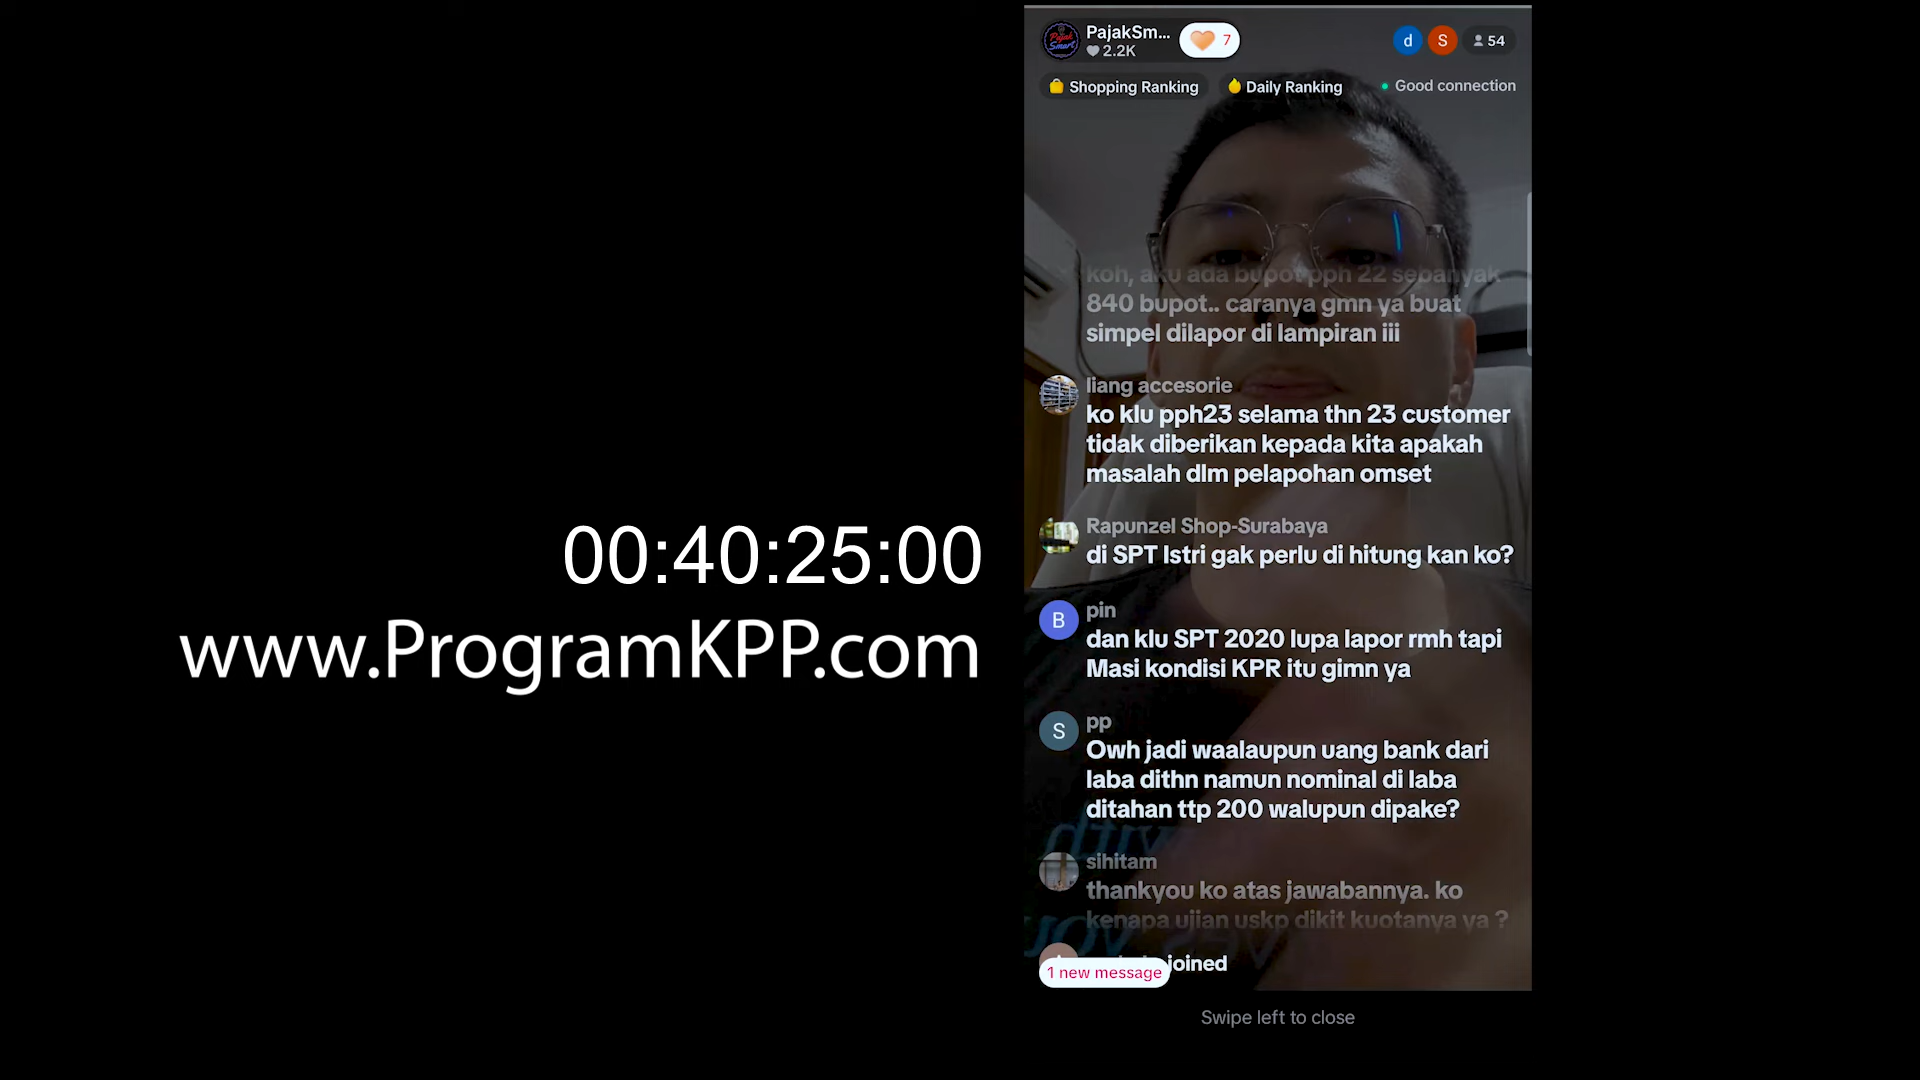 PajakSm...
2.2K
7
d
S
54
Shopping Ranking
Daily Ranking
Good connection
koh, aku ada bupot pph 22 sebanyak
840 bupot.. caranya gmn ya buat
simpel dilapor di lampiran iii
liang accesorie
ko klu pph23 selama thn 23 customer
tidak diberikan kepada kita apakah
masalah dlm pelapohan omset
Rapunzel Shop-Surabaya
di SPT Istri gak perlu di hitung kan ko?
00:40:25:00
www.ProgramKPP.com
B
pin
dan klu SPT 2020 lupa lapor rmh tapi
Masi kondisi KPR itu gimn ya
S
pp
Owh jadi waalaupun uang bank dari
laba dithn namun nominal di laba
ditahan ttp 200 walupun dipake?
sihitam
thankyou ko atas jawabannya. ko
kenapa ujian uskp dikit kuotanya ya ?
joined
1 new message
Swipe left to close